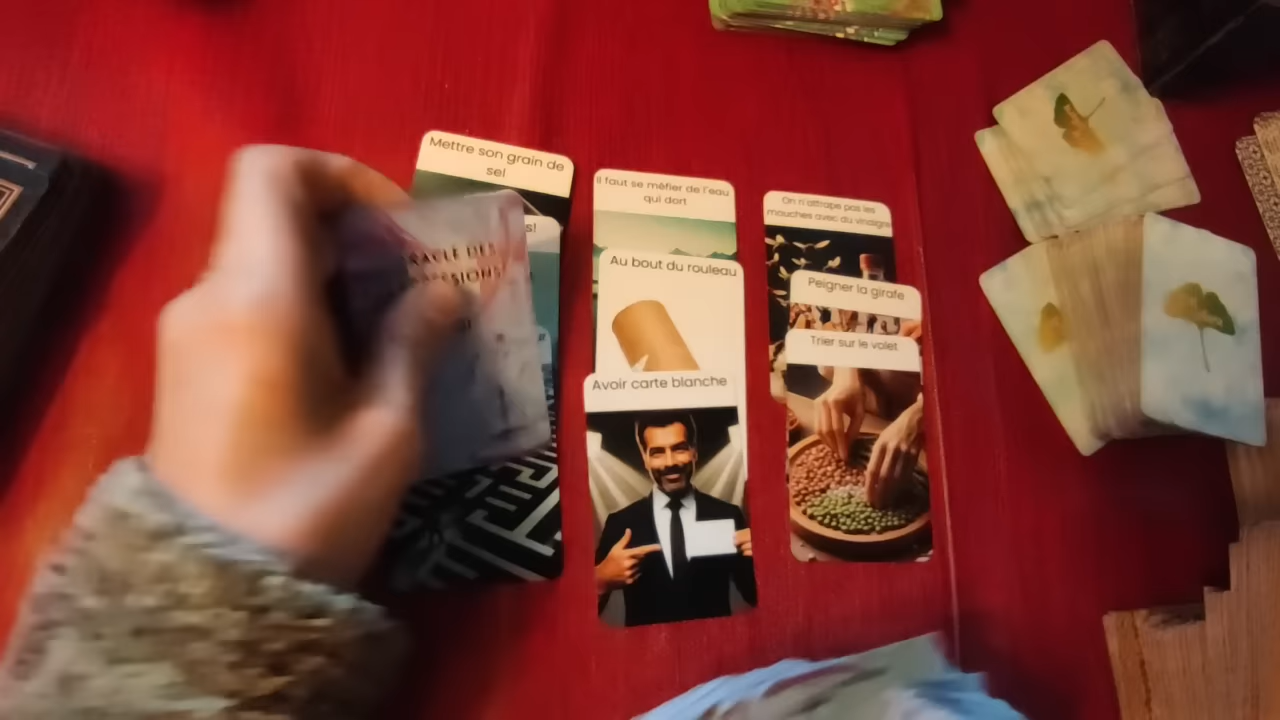 Mettre son grain de
sel
s!
Il faut se méfier de l'eau
qui dort
Au bout du rouleau
Avoir carte blanche
On n'attrape pas les
mouches avec du vinaigre
Peigner la girafe
Trier sur le volet